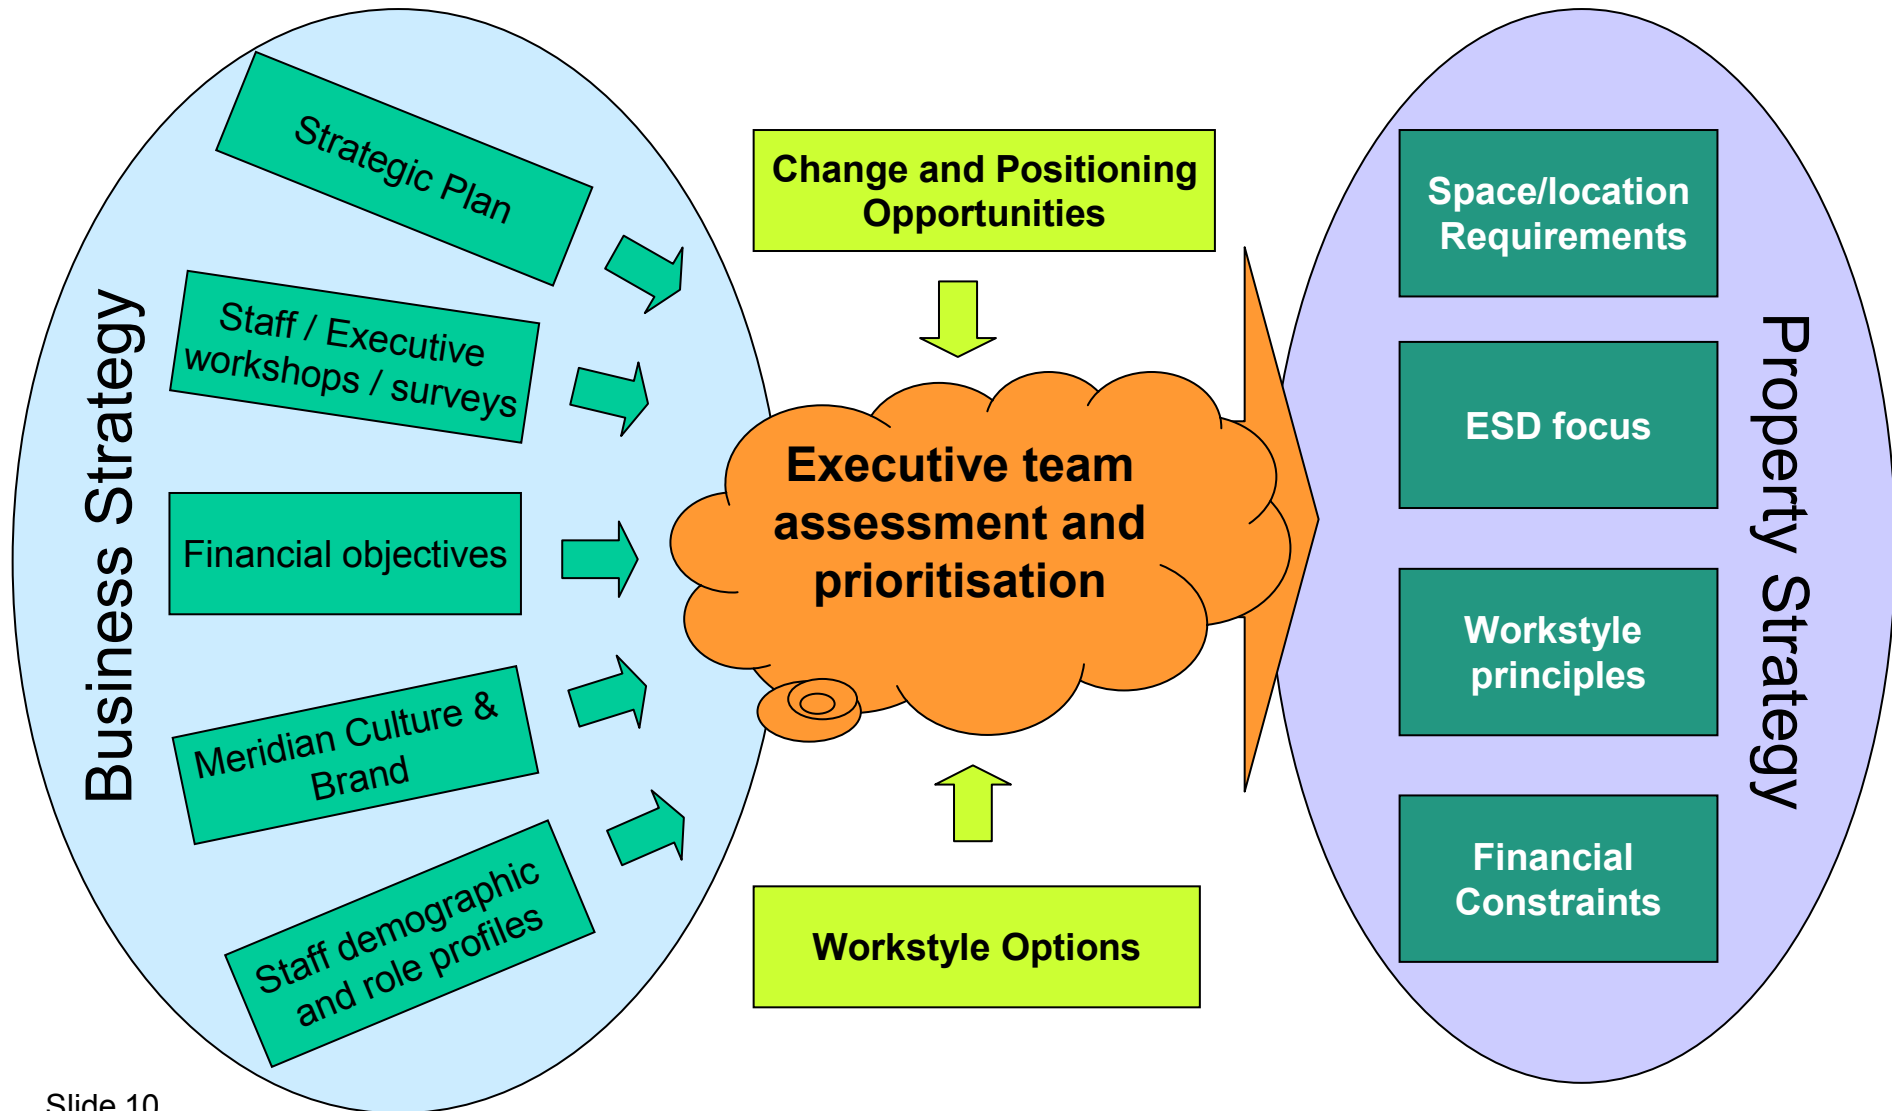 Business Strategy
Strategic Plan
Staff / Executive
workshops / surveys
Financial objectives
Meridian Culture &
Brand
Staff demographic
and role profiles
Change and Positioning
Opportunities
Executive team
assessment and
prioritisation
Workstyle Options
Space/location
Requirements
ESD focus
Workstyle
principles
Financial
Constraints
Property Strategy
Slide 10